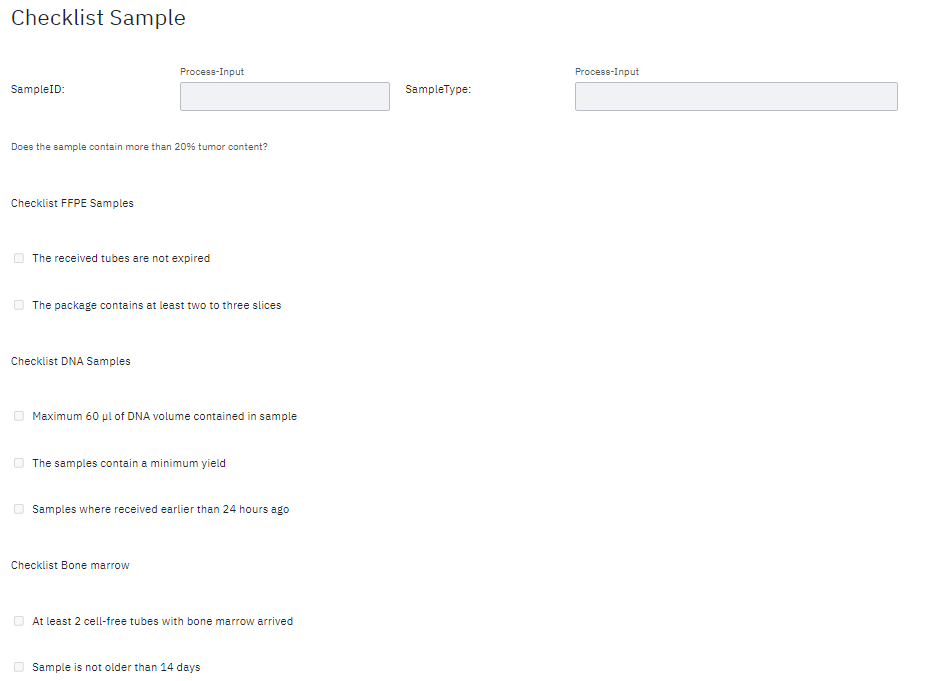 Checklist Sample
Process-Input
Process-Input
SampleID:
SampleType:
Does the sample contain more than 20% tumor content?
Checklist FFPE Samples
The received tubes are not expired
The package contains at least two to three slices
Checklist DNA Samples
Maximum 60 µl of DNA volume contained in sample
The samples contain a minimum yield
Samples where received earlier than 24 hours ago
Checklist Bone marrow
At least 2 cell-free tubes with bone marrow arrived
Sample is not older than 14 days